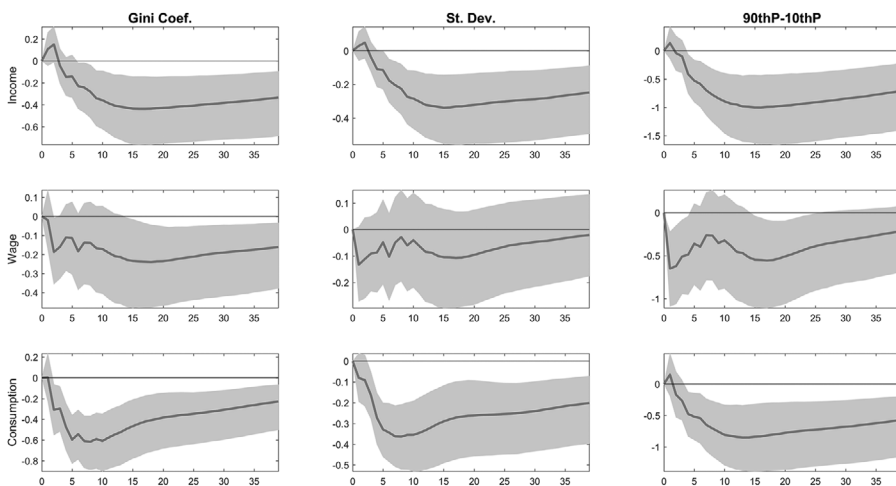 Gini Coef. St. Dev. 90thP-10thP
Income
0.2 0 -0.2 -0.4 -0.6
0 5 10 15 20 25 30 35
0 -0.2 -0.4
0 5 10 15 20 25 30 35
0 -0.5 -1 -1.5
0 5 10 15 20 25 30 35
Wage
0.1 0 -0.1 -0.2 -0.3 -0.4
0 5 10 15 20 25 30 35
0.1 0 -0.1 -0.2
0 5 10 15 20 25 30 35
0 -0.5 -1
0 5 10 15 20 25 30 35
Consumption
0.2 0 -0.2 -0.4 -0.6 -0.8
0 5 10 15 20 25 30 35
0 -0.1 -0.2 -0.3 -0.4 -0.5
0 5 10 15 20 25 30 35
0 -0.5 -1
0 5 10 15 20 25 30 35